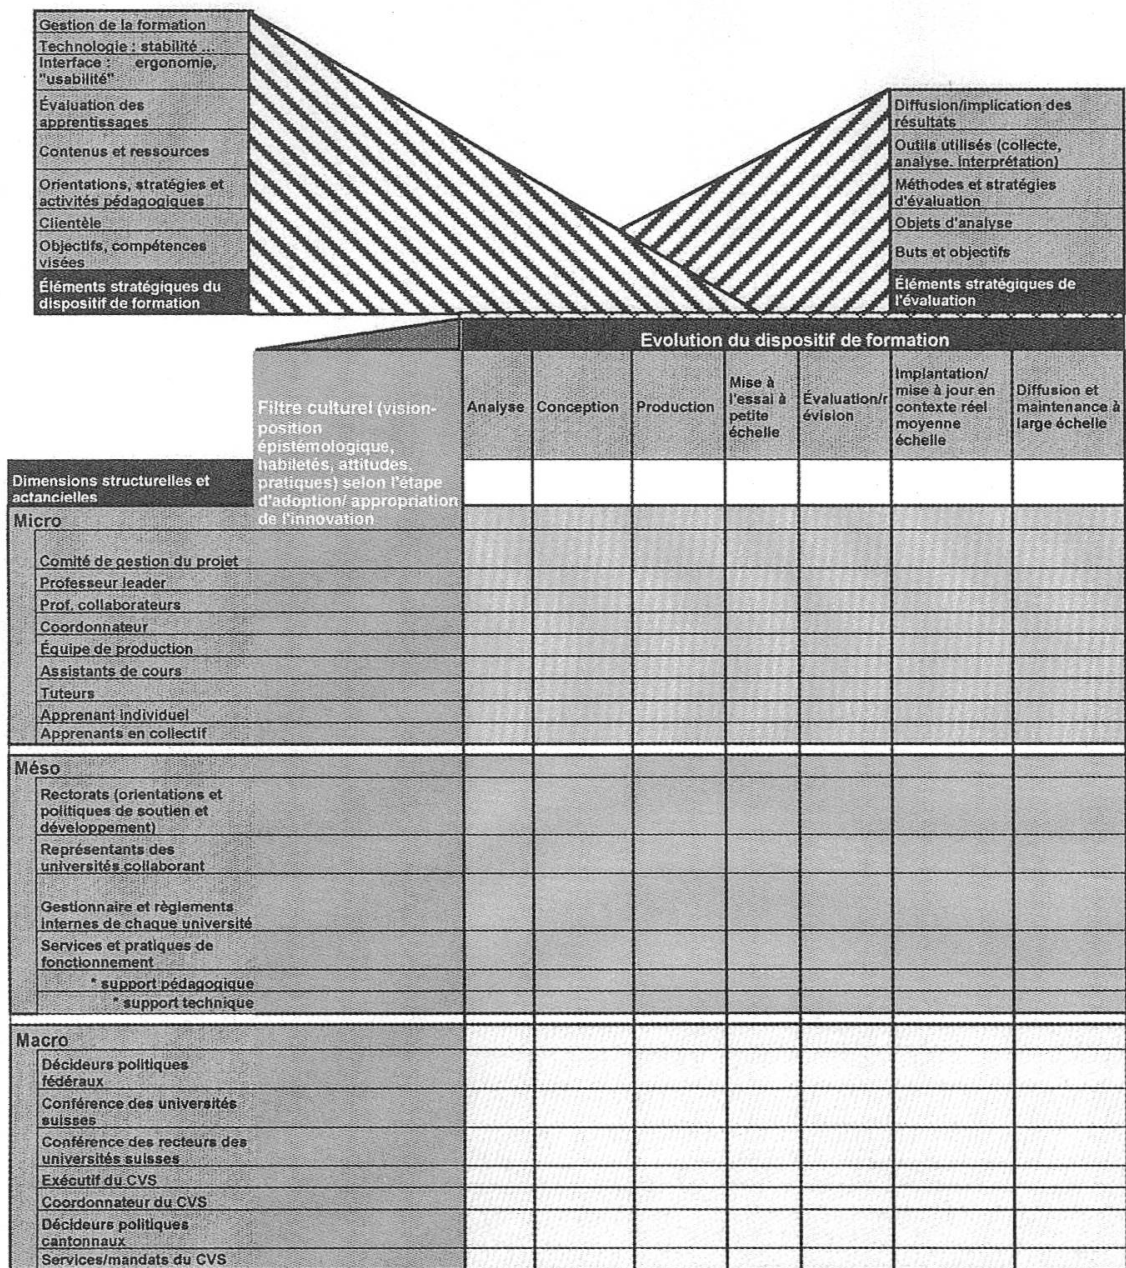 Gestion de la formation
Technologie : stabilité ...
Interface : ergonomie,
"usabilité"
Évaluation des
apprentissages
Contenus et ressources
Orientations, stratégies et
activités pédagogiques
Clientèle
Objectifs, compétences
visées
Éléments stratégiques du
dispositif de formation
Diffusion/implication des
résultats
Outils utilisés (collecte,
analyse. Interprétation)
Méthodes et stratégies
d'évaluation
Objets d'analyse
Buts et objectifs
Éléments stratégiques de
l'évaluation
Evolution du dispositif de formation
Filtre culturel (vision-
position
épistémologique,
habiletés, attitudes,
pratiques) selon l'étape
d'adoption/ appropriation
de l'innovation
Analyse
Conception
Production
Mise à
l'essai à
petite
échelle
Évaluation/r
évision
Implantation/
mise à jour en
contexte réel
moyenne
échelle
Diffusion et
maintenance à
large échelle
Dimensions structurelles et
actancielles
Micro
Comité de gestion du projet
Professeur leader
Prof. collaborateurs
Coordonnateur
Équipe de production
Assistants de cours
Tuteurs
Apprenant individuel
Apprenants en collectif
Méso
Rectorats (orientations et
politiques de soutien et
développement)
Représentants des
universités collaborant
Gestionnaire et règlements
internes de chaque université
Services et pratiques de
fonctionnement
* support pédagogique
* support technique
Macro
Décideurs politiques
fédéraux
Conférence des universités
suisses
Conférence des recteurs des
universités suisses
Exécutif du CVS
Coordonnateur du CVS
Décideurs politiques
cantonnaux
Services/mandats du CVS